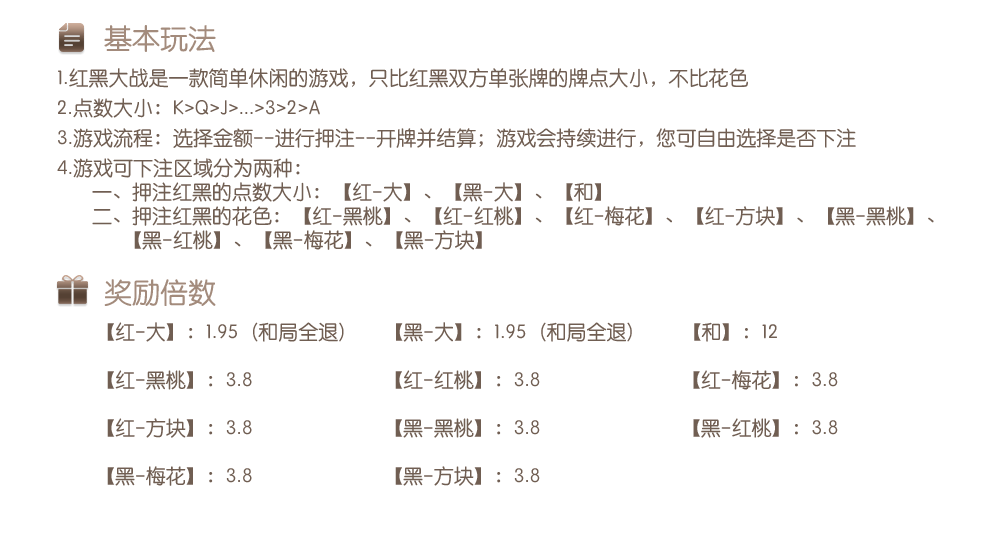 基本玩法
1.红黑大战是一款简单休闲的游戏，只比红黑双方单张牌的牌点大小，不比花色
2.点数大小：K>Q>J>...>3>2>A
3.游戏流程：选择金额--进行押注--开牌并结算；游戏会持续进行，您可自由选择是否下注
4.游戏可下注区域分为两种：
一、押注红黑的点数大小：【红-大】、【黑-大】、【和】
二、押注红黑的花色：【红-黑桃】、【红-红桃】、【红-梅花】、【红-方块】、【黑-黑桃】、
【黑-红桃】、【黑-梅花】、【黑-方块】
奖励倍数
【红-大】：1.95（和局全退） 【黑-大】：1.95（和局全退） 【和】：12
【红-黑桃】：3.8 【红-红桃】：3.8 【红-梅花】：3.8
【红-方块】：3.8 【黑-黑桃】：3.8 【黑-红桃】：3.8
【黑-梅花】：3.8 【黑-方块】：3.8